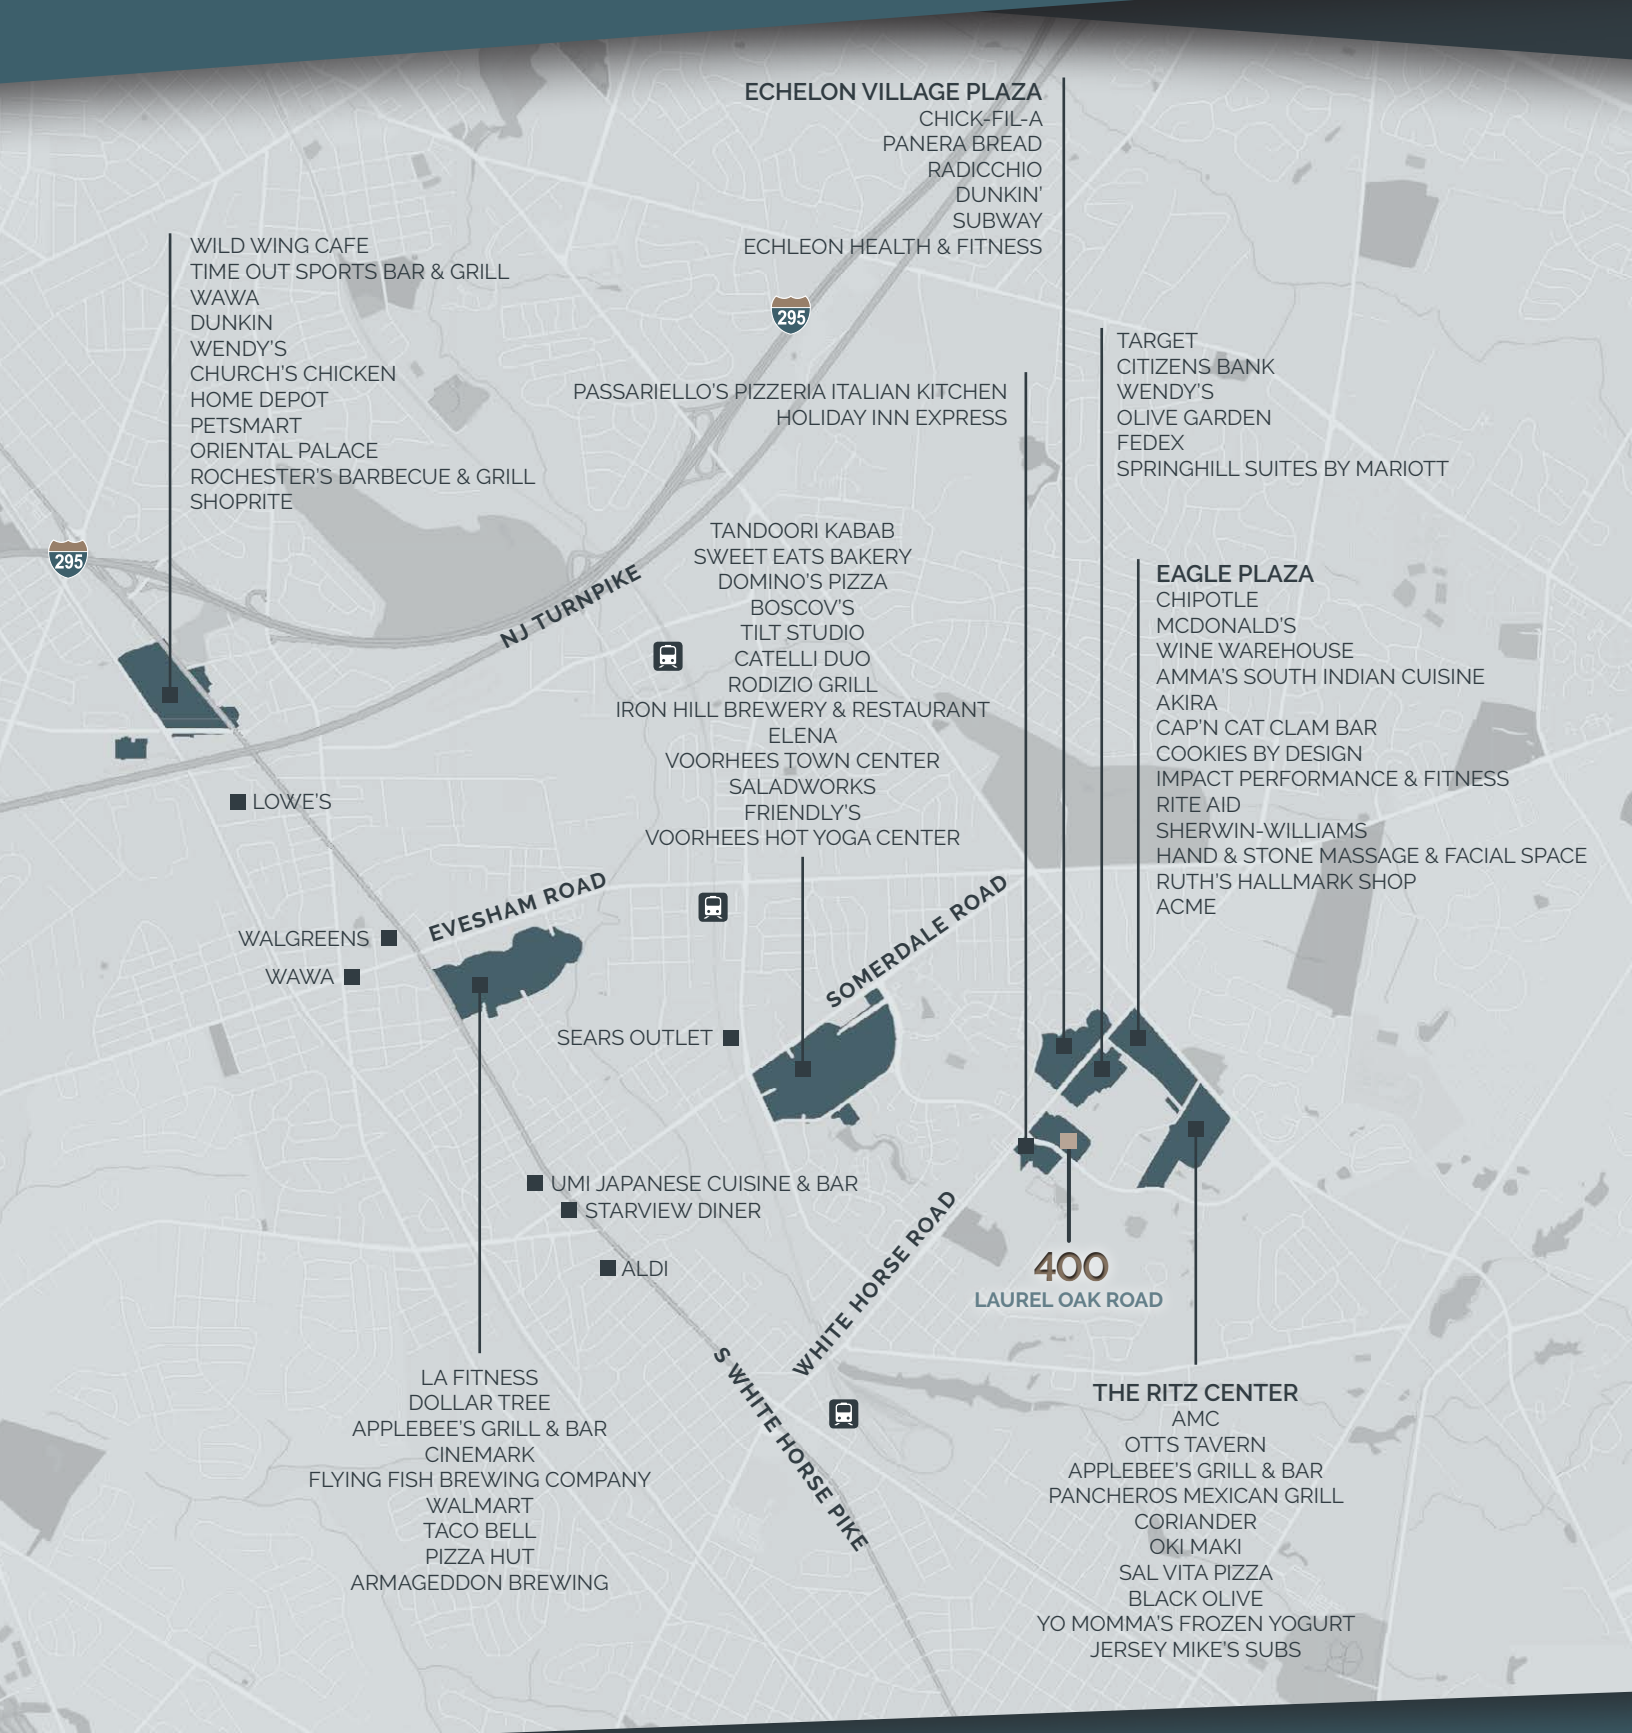 ECHELON VILLAGE PLAZA
CHICK-FIL-A
PANERA BREAD
RADICCHIO
DUNKIN'
SUBWAY
ECHLEON HEALTH & FITNESS
WILD WING CAFE
TIME OUT SPORTS BAR & GRILL
WAWA
DUNKIN
WENDY'S
CHURCH'S CHICKEN
HOME DEPOT
PETSMART
ORIENTAL PALACE
ROCHESTER'S BARBECUE & GRILL
SHOPRITE
295
PASSARIELLO'S PIZZERIA ITALIAN KITCHEN
HOLIDAY INN EXPRESS
TARGET
CITIZENS BANK
WENDY'S
OLIVE GARDEN
FEDEX
SPRINGHILL SUITES BY MARIOTT
295
NJ TURNPIKE
TANDOORI KABAB
SWEET EATS BAKERY
DOMINO'S PIZZA
BOSCOV'S
TILT STUDIO
CATELLI DUO
RODIZIO GRILL
IRON HILL BREWERY & RESTAURANT
ELENA
VOORHEES TOWN CENTER
SALADWORKS
FRIENDLY'S
VOORHEES HOT YOGA CENTER
EAGLE PLAZA
CHIPOTLE
MCDONALD'S
WINE WAREHOUSE
AMMA'S SOUTH INDIAN CUISINE
AKIRA
CAP'N CAT CLAM BAR
COOKIES BY DESIGN
IMPACT PERFORMANCE & FITNESS
RITE AID
SHERWIN-WILLIAMS
HAND & STONE MASSAGE & FACIAL SPACE
RUTH'S HALLMARK SHOP
ACME
LOWE'S
EVESHAM ROAD
WALGREENS
WAWA
SOMERDALE ROAD
SEARS OUTLET
UMI JAPANESE CUISINE & BAR
STARVIEW DINER
ALDI
WHITE HORSE ROAD
400
LAUREL OAK ROAD
S WHITE HORSE PIKE
LA FITNESS
DOLLAR TREE
APPLEBEE'S GRILL & BAR
CINEMARK
FLYING FISH BREWING COMPANY
WALMART
TACO BELL
PIZZA HUT
ARMAGEDDON BREWING
THE RITZ CENTER
AMC
OTTS TAVERN
APPLEBEE'S GRILL & BAR
PANCHEROS MEXICAN GRILL
CORIANDER
OKI MAKI
SAL VITA PIZZA
BLACK OLIVE
YO MOMMA'S FROZEN YOGURT
JERSEY MIKE'S SUBS